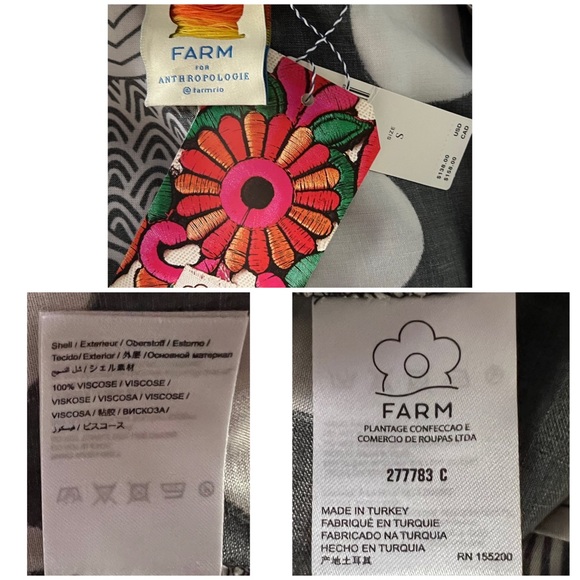 FARM
FOR
ANTHROPOLOGIE
@farmrio
SIZE S
USD $138.00
CAD $158.00
Shell / Exterieur / Oberstoff / Esterno /
Tecido/ Exterior / 外層 /Основной материал
シェル素材
100% VISCOSE / VISCOSE /
VISKOSE / VISCOSA / VISCOSE /
VISCOSA / 粘胶 / ВИСКОЗА/
فيسكوز / ビスコース
FARM
PLANTAGE CONFECCAO E
COMERCIO DE ROUPAS LTDA
277783 C
MADE IN TURKEY
FABRIQUÉ EN TURQUIE
FABRICADO NA TURQUIA
HECHO EN TURQUIA
产地土耳其
RN 155200